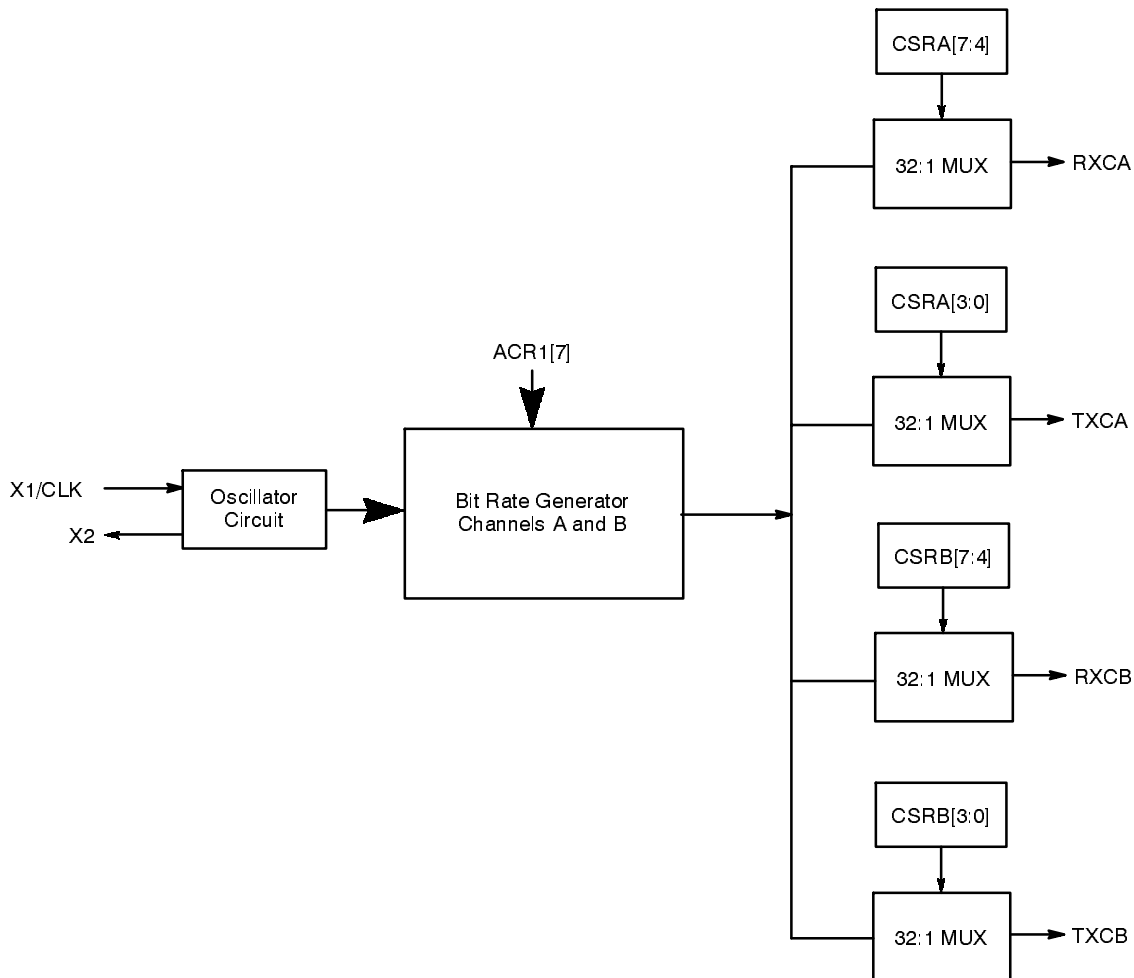 CSRA[7:4]
32:1 MUX
RXCA
CSRA[3:0]
ACR1[7]
32:1 MUX
TXCA
X1/CLK
X2
Oscillator
Circuit
Bit Rate Generator
Channels A and B
CSRB[7:4]
32:1 MUX
RXCB
CSRB[3:0]
32:1 MUX
TXCB